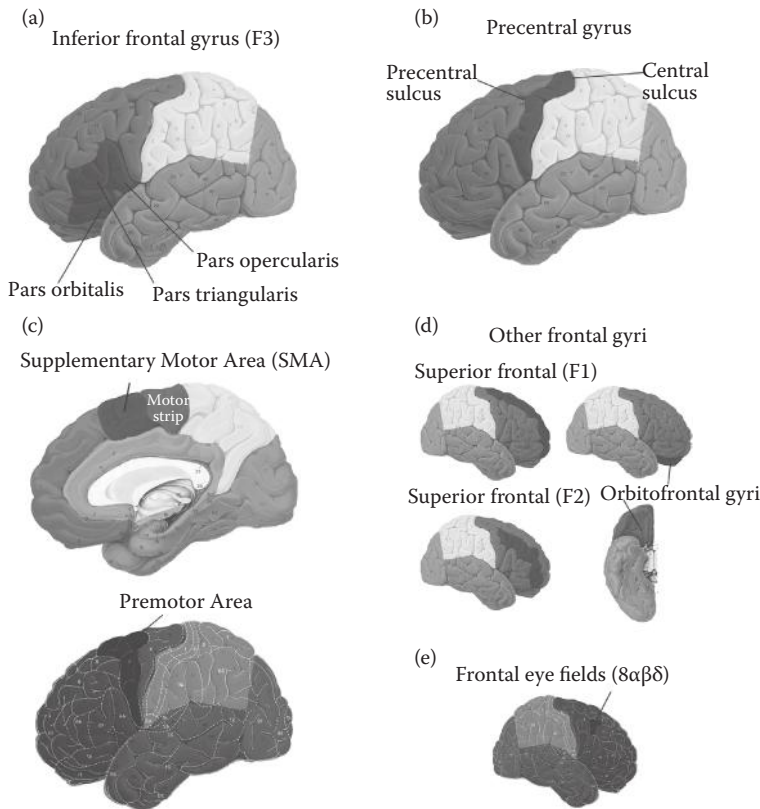 (a)
Inferior frontal gyrus (F3)
Pars opercularis
Pars orbitalis
Pars triangularis
(b)
Precentral gyrus
Precentral
sulcus
Central
sulcus
(c)
Supplementary Motor Area (SMA)
Motor
strip
Premotor Area
(d)
Other frontal gyri
Superior frontal (F1)
Superior frontal (F2)
Orbitofrontal gyri
(e)
Frontal eye fields (8αβδ)